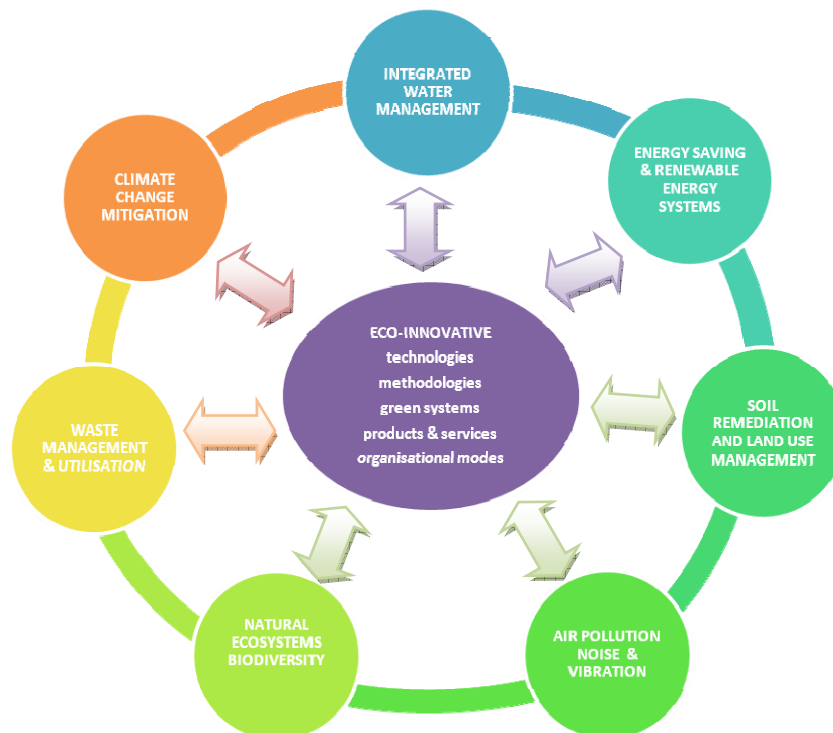 INTEGRATED
WATER
MANAGEMENT
ENERGY SAVING
& RENEWABLE
ENERGY
SYSTEMS
SOIL
REMEDIATION
AND LAND USE
MANAGEMENT
AIR POLLUTION
NOISE &
VIBRATION
NATURAL
ECOSYSTEMS
BIODIVERSITY
WASTE
MANAGEMENT
& UTILISATION
CLIMATE
CHANGE
MITIGATION
ECO-INNOVATIVE
technologies
methodologies
green systems
products & services
organisational modes